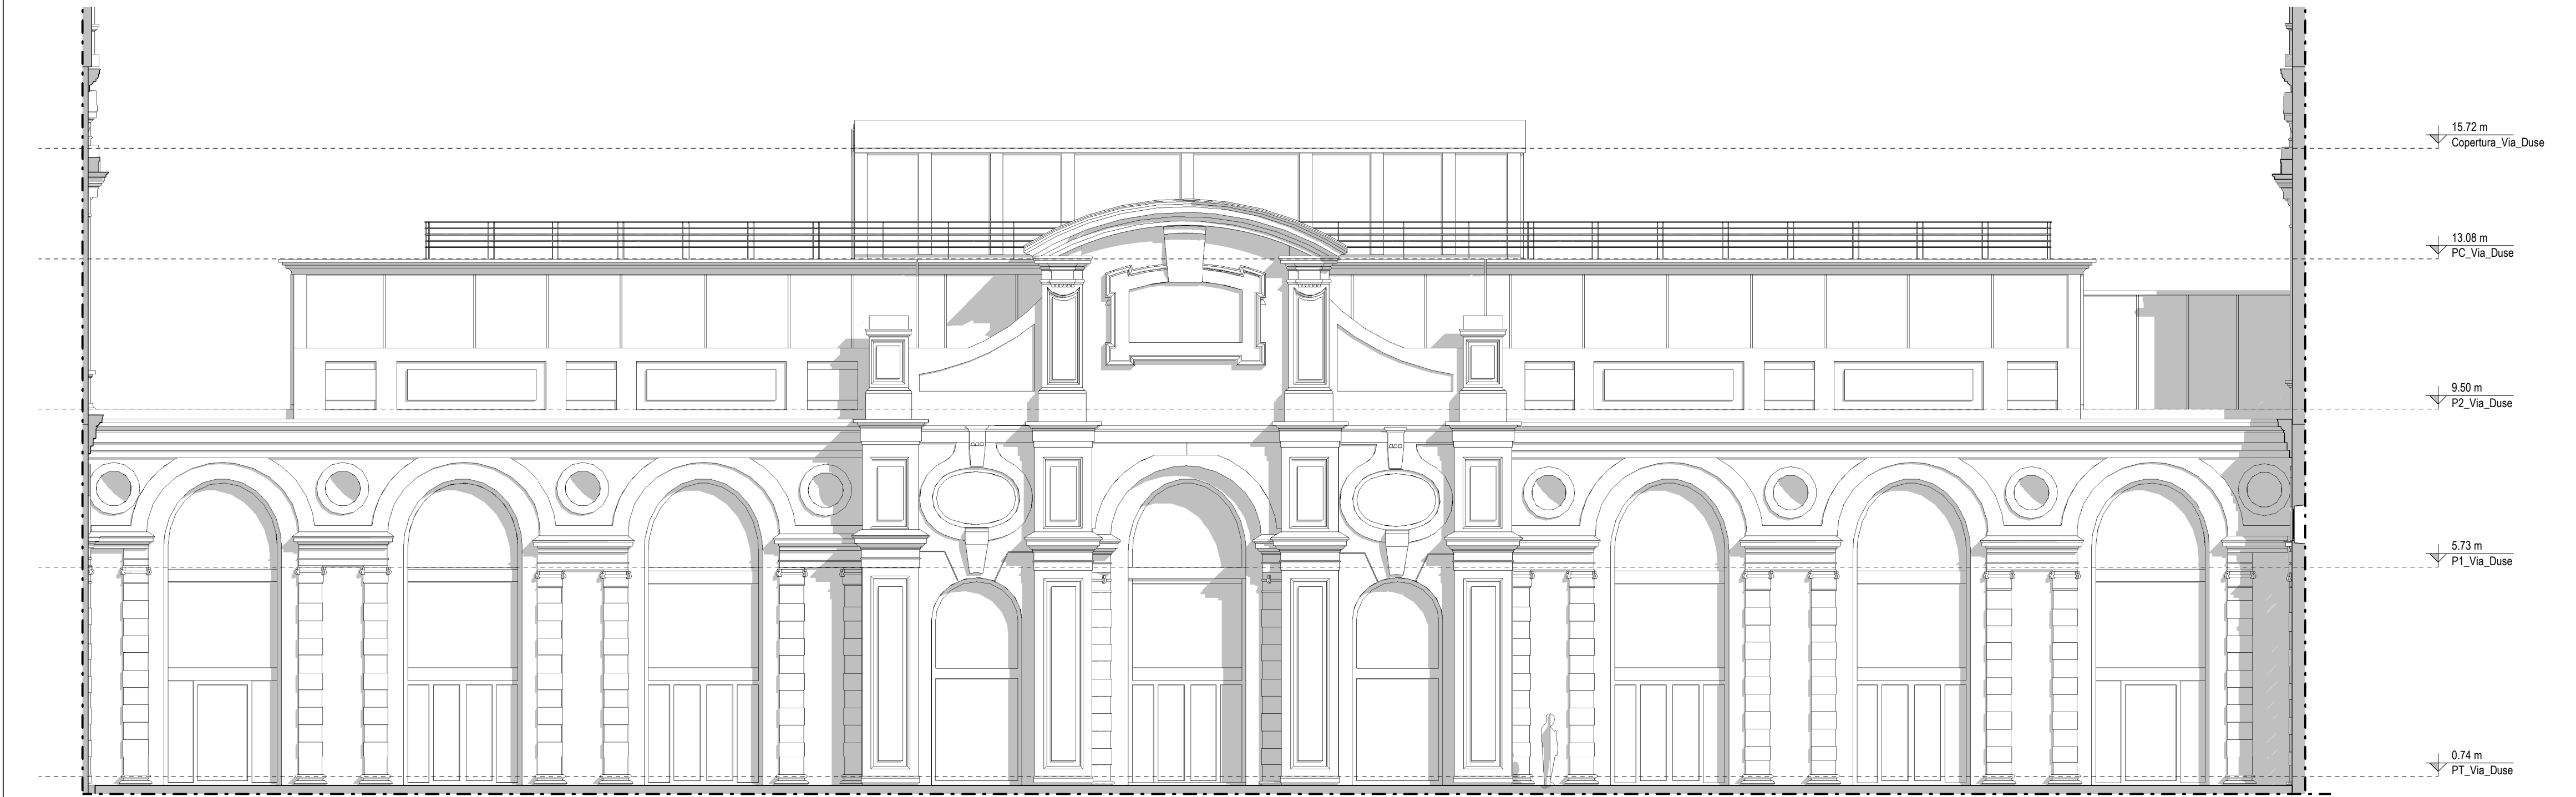 15.72 m
Copertura_Via_Duse
13.08 m
PC_Via_Duse
9.50 m
P2_Via_Duse
5.73 m
P1_Via_Duse
0.74 m
PT_Via_Duse